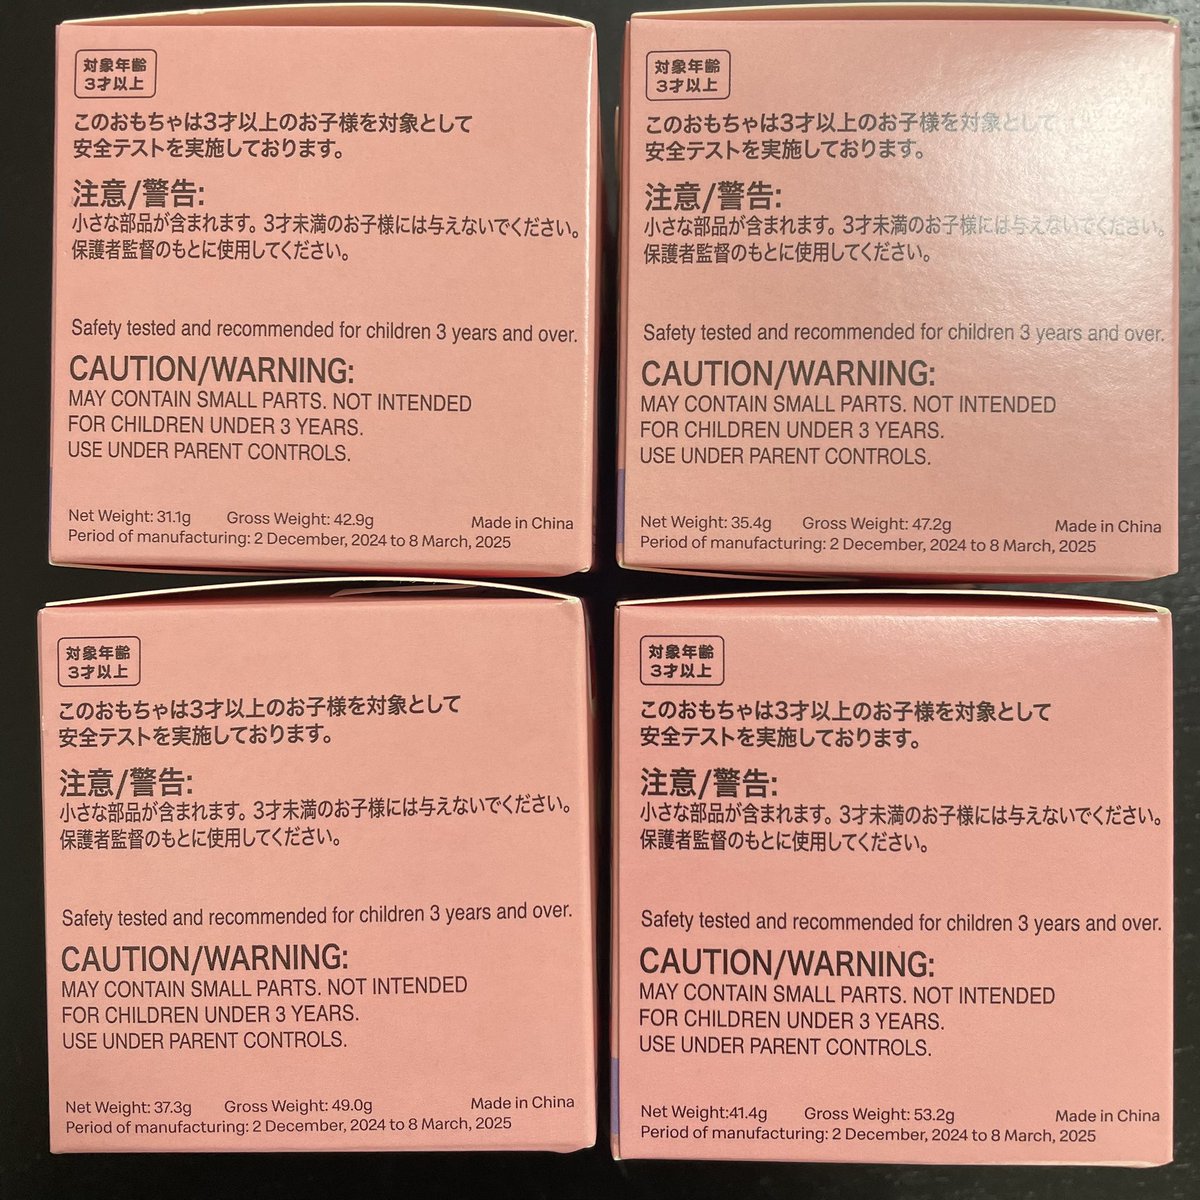 対象年齢
3才以上
このおもちゃは3才以上のお子様を対象として
安全テストを実施しております。
注意/警告:
小さな部品が含まれます。3才未満のお子様には与えないでください。
保護者監督のもとに使用してください。
Safety tested and recommended for children 3 years and over.
CAUTION/WARNING:
MAY CONTAIN SMALL PARTS. NOT INTENDED
FOR CHILDREN UNDER 3 YEARS.
USE UNDER PARENT CONTROLS.
Net Weight: 31.1g Gross Weight: 42.9g Made in China
Period of manufacturing: 2 December, 2024 to 8 March, 2025
対象年齢
3才以上
このおもちゃは3才以上のお子様を対象として
安全テストを実施しております。
注意/警告:
小さな部品が含まれます。3才未満のお子様には与えないでください。
保護者監督のもとに使用してください。
Safety tested and recommended for children 3 years and over.
CAUTION/WARNING:
MAY CONTAIN SMALL PARTS. NOT INTENDED
FOR CHILDREN UNDER 3 YEARS.
USE UNDER PARENT CONTROLS.
Net Weight: 35.4g Gross Weight: 47.2g Made in China
Period of manufacturing: 2 December, 2024 to 8 March, 2025
対象年齢
3才以上
このおもちゃは3才以上のお子様を対象として
安全テストを実施しております。
注意/警告:
小さな部品が含まれます。3才未満のお子様には与えないでください。
保護者監督のもとに使用してください。
Safety tested and recommended for children 3 years and over.
CAUTION/WARNING:
MAY CONTAIN SMALL PARTS. NOT INTENDED
FOR CHILDREN UNDER 3 YEARS.
USE UNDER PARENT CONTROLS.
Net Weight: 37.3g Gross Weight: 49.0g Made in China
Period of manufacturing: 2 December, 2024 to 8 March, 2025
対象年齢
3才以上
このおもちゃは3才以上のお子様を対象として
安全テストを実施しております。
注意/警告:
小さな部品が含まれます。3才未満のお子様には与えないでください。
保護者監督のもとに使用してください。
Safety tested and recommended for children 3 years and over.
CAUTION/WARNING:
MAY CONTAIN SMALL PARTS. NOT INTENDED
FOR CHILDREN UNDER 3 YEARS.
USE UNDER PARENT CONTROLS.
Net Weight:41.4g Gross Weight: 53.2g Made in China
Period of manufacturing: 2 December, 2024 to 8 March, 2025